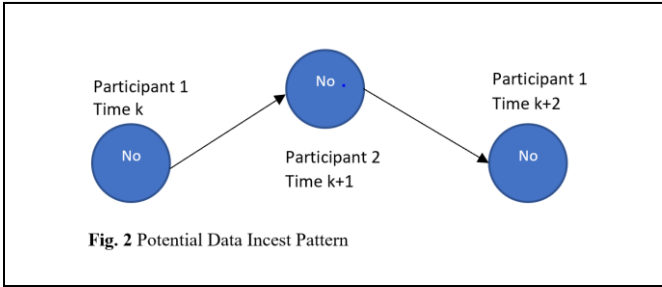 Participant 1
Time k
No
No
Participant 2
Time k+1
Participant 1
Time k+2
No
Fig. 2 Potential Data Incest Pattern